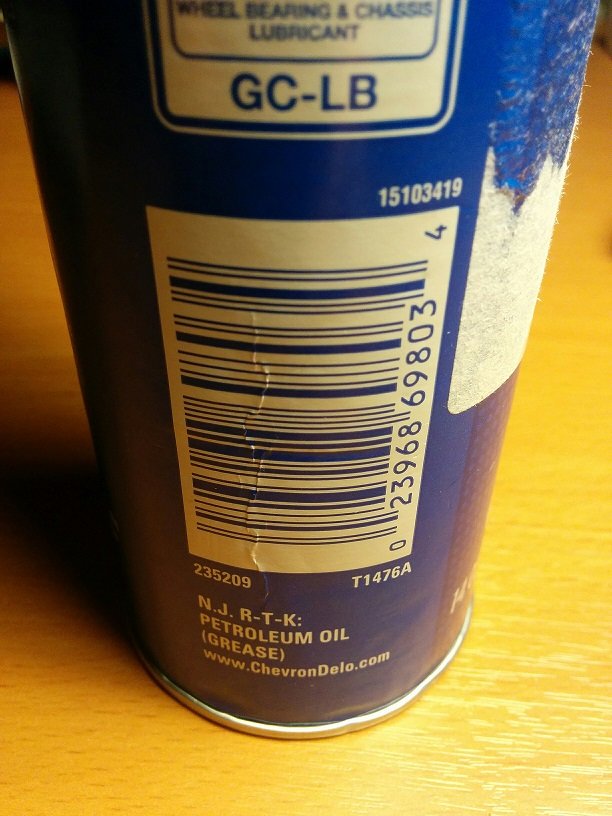 WHEEL BEARING & CHASSIS
LUBRICANT
GC-LB
15103419
0 23968 69803 4
235209 T1476A
N.J. R-T-K:
PETROLEUM OIL
(GREASE)
www.ChevronDelo.com